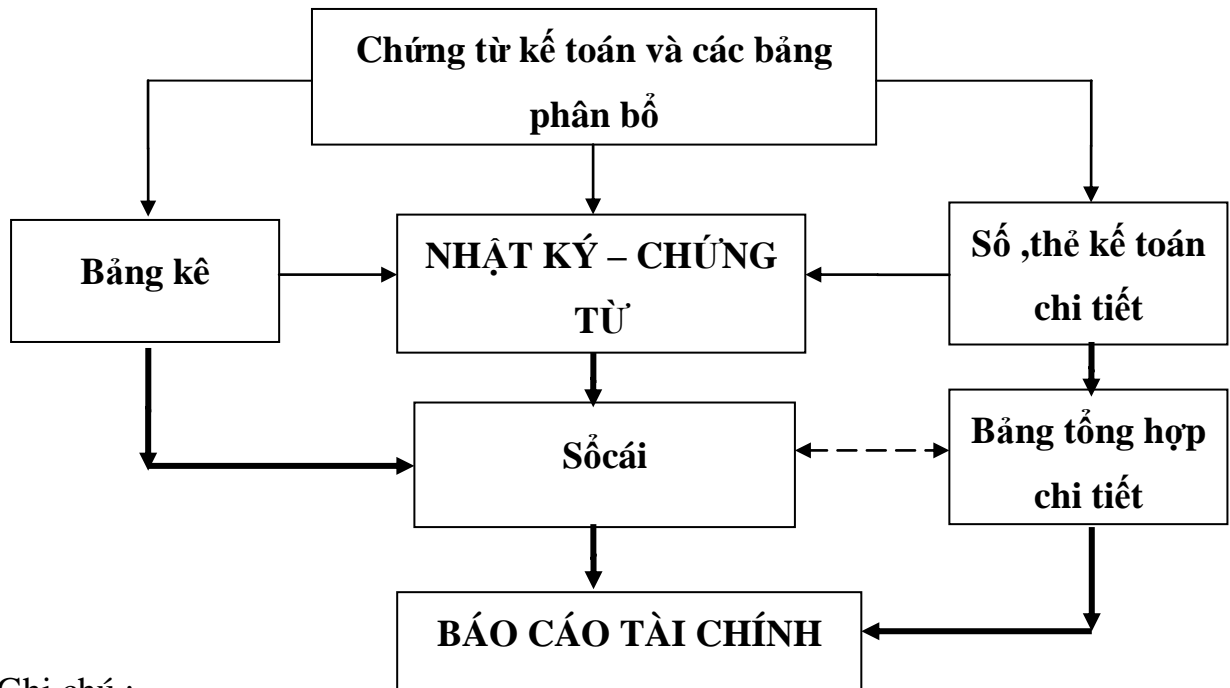 Chứng từ kế toán và các bảng
phân bổ
Bảng kê
NHẬT KÝ – CHỨNG
TỪ
Số ,thẻ kế toán
chi tiết
Sổcái
Bảng tổng hợp
chi tiết
BÁO CÁO TÀI CHÍNH
Ghi chú :